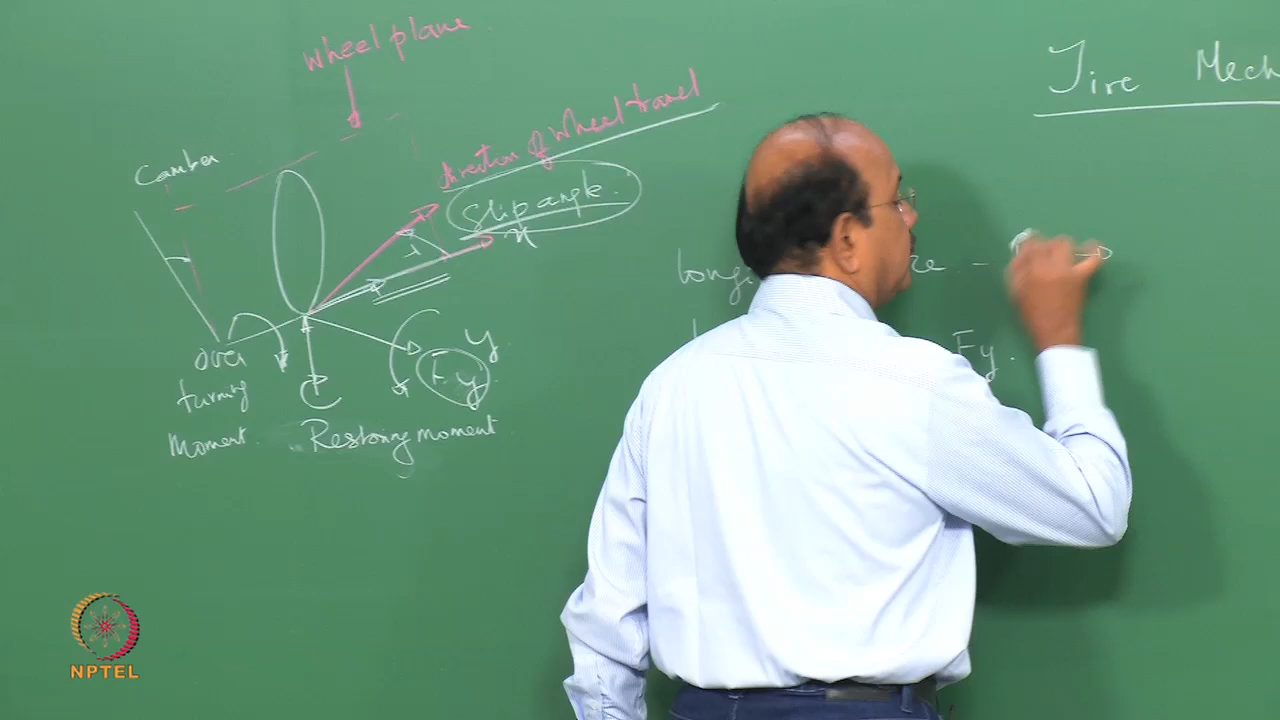 wheel plane
Tire Mech
Direction of wheel travel
Camber
Slip angle.
x
λ
y
Fy
over
turning
Moment.
Restoring moment
Fy.
NPTEL